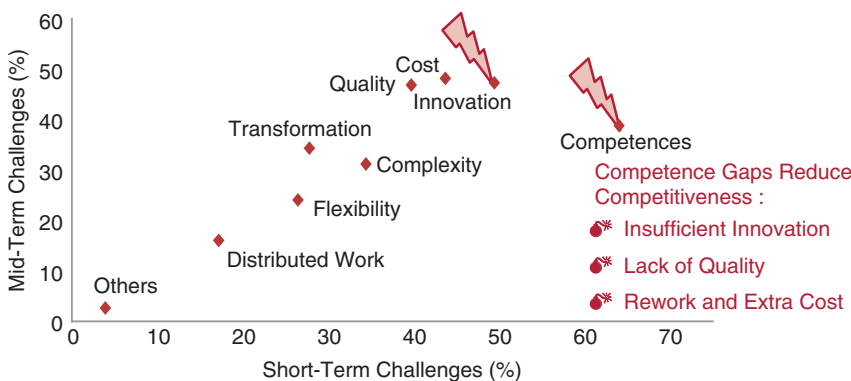 60
50
40
30
20
10
0
Mid-Term Challenges (%)
Cost
Quality
Innovation
Transformation
Competences
Complexity
Flexibility
Distributed Work
Others
Competence Gaps Reduce
Competitiveness :
Insufficient Innovation
Lack of Quality
Rework and Extra Cost
0 10 20 30 40 50 60 70
Short-Term Challenges (%)